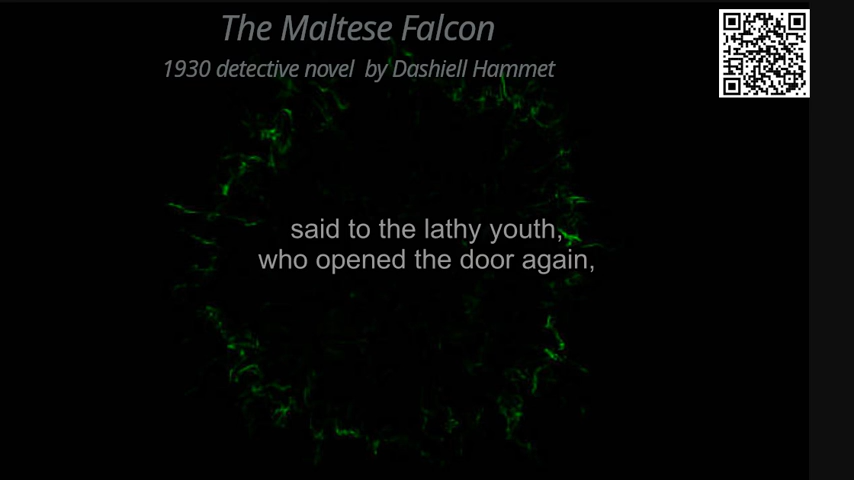 The Maltese Falcon
1930 detective novel by Dashiell Hammet
said to the lathy youth,
who opened the door again,